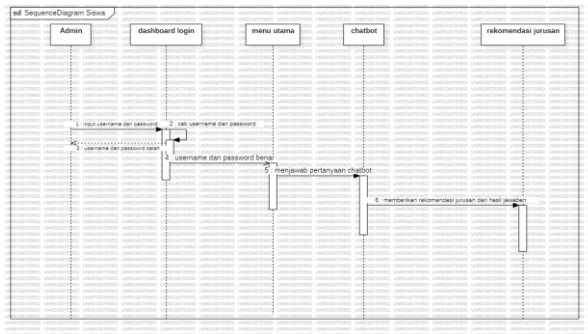 sd SequenceDiagram Siswa
Admin
dashboard login
menu utama
chatbot
rekomendasi jurusan
1 : input username dan password
2 : cek username dan password
3 : username dan password salah
4 : username dan password benar
5 : menjawab pertanyaan chatbot
6 : memberikan rekomendasi jurusan dari hasil jawaban